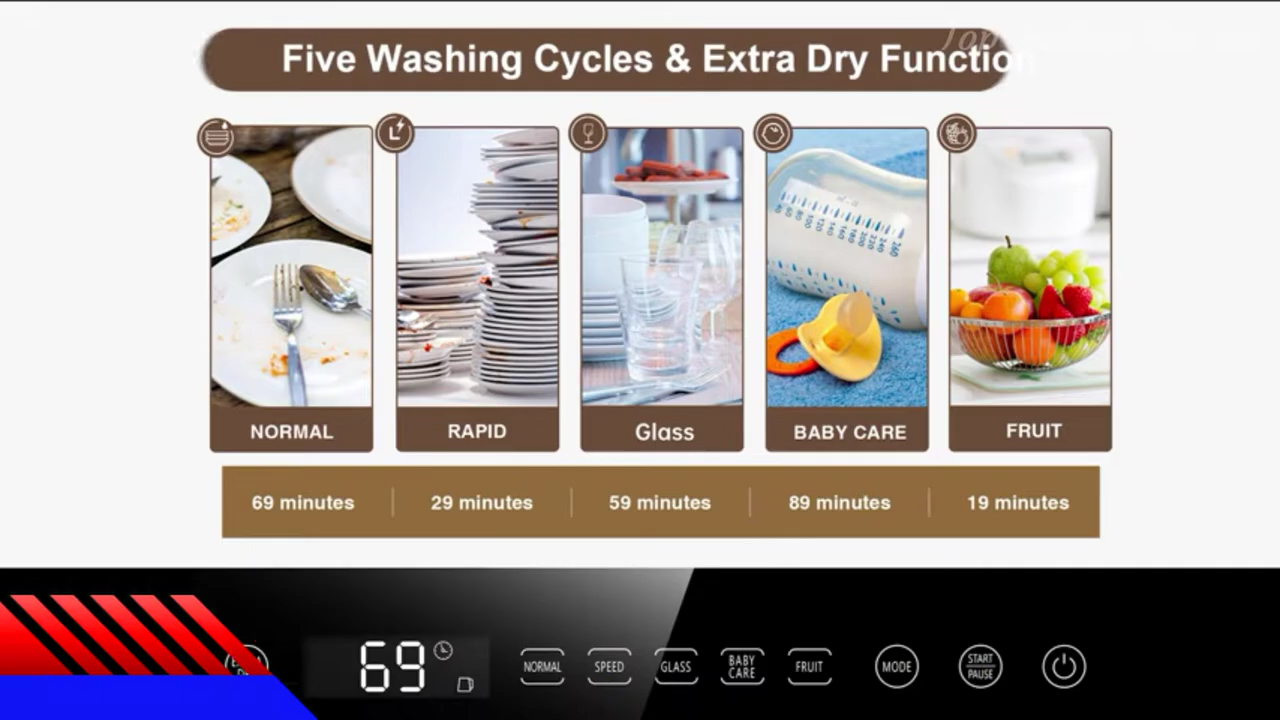 Five Washing Cycles & Extra Dry Function
NORMAL
RAPID
Glass
BABY CARE
FRUIT
69 minutes
29 minutes
59 minutes
89 minutes
19 minutes
69
NORMAL
SPEED
GLASS
BABY
CARE
FRUIT
MODE
START
PAUSE